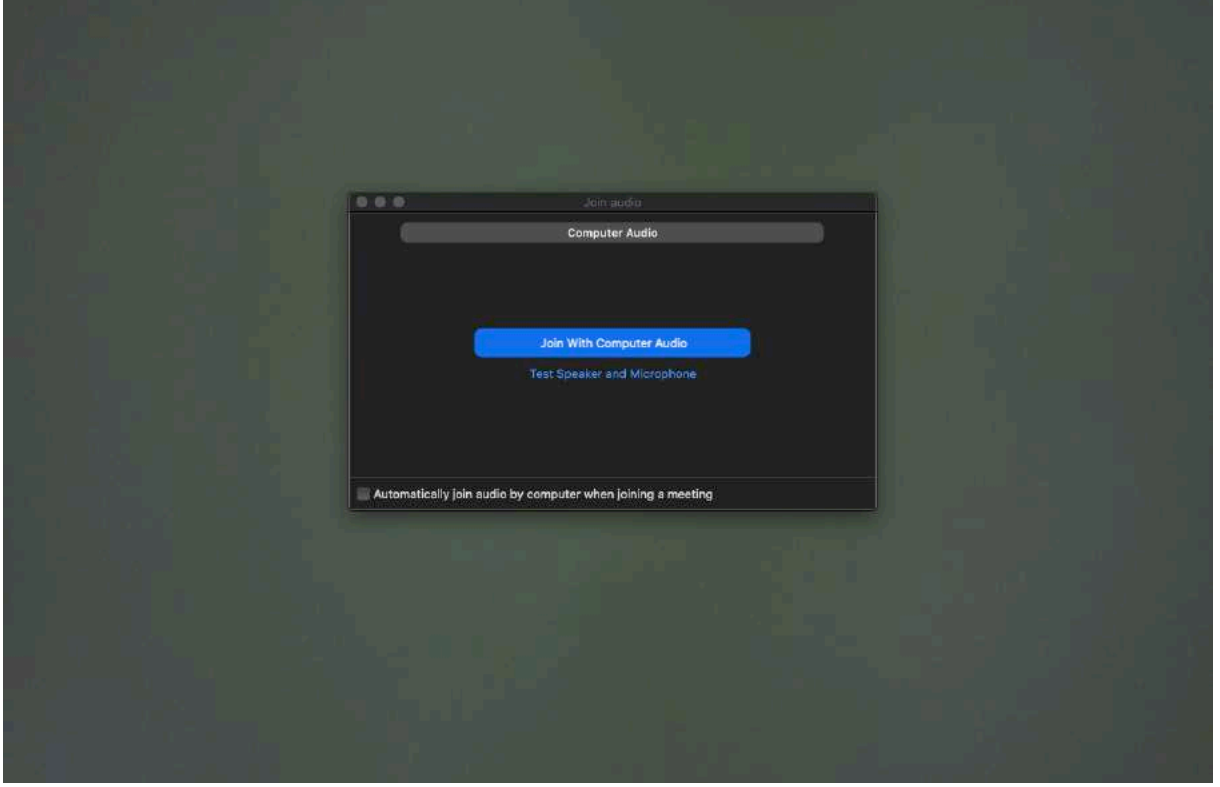 Join audio
Computer Audio
Join With Computer Audio
Test Speaker and Microphone
Automatically join audio by computer when joining a meeting